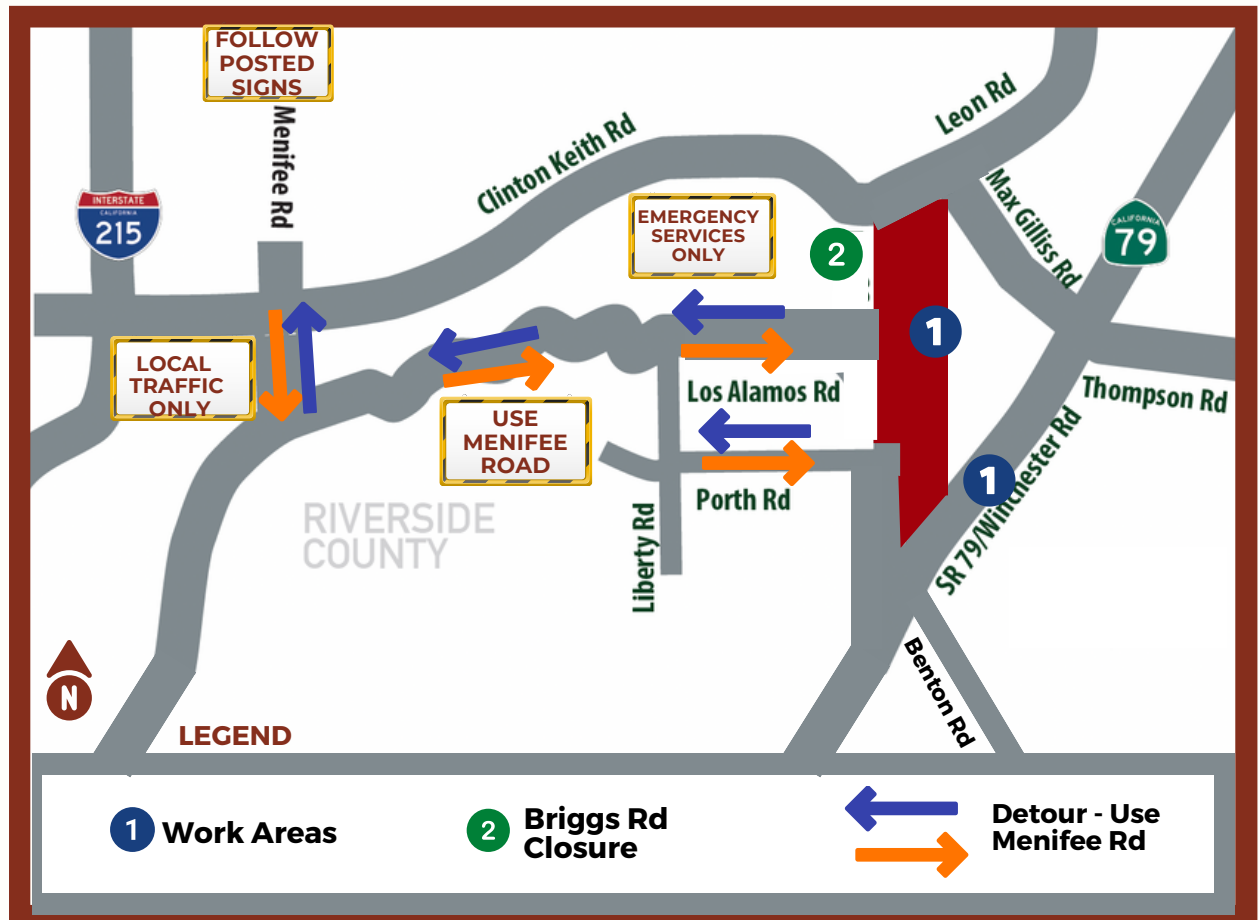 FOLLOW
POSTED
SIGNS
Menifee Rd
INTERSTATE
CALIFORNIA
215
Clinton Keith Rd
Leon Rd
Max Gilliss Rd
CALIFORNIA
79
EMERGENCY
SERVICES
ONLY
2
1
LOCAL
TRAFFIC
ONLY
USE
MENIFEE
ROAD
Los Alamos Rd
Thompson Rd
Porth Rd
1
SR 79/Winchester Rd
Liberty Rd
RIVERSIDE
COUNTY
Benton Rd
N
LEGEND
1 Work Areas
2 Briggs Rd
Closure
Detour - Use
Menifee Rd